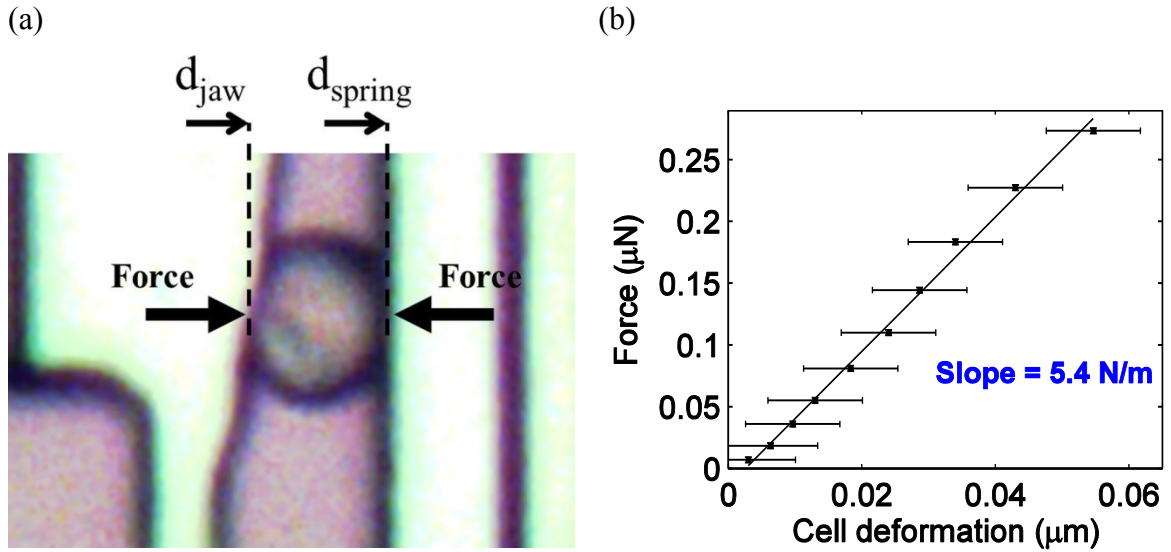 (a)
d_jaw
d_spring
Force
Force
(b)
Force (μN)
0.25
0.2
0.15
0.1
0.05
0
Slope = 5.4 N/m
0
0.02
0.04
0.06
Cell deformation (μm)